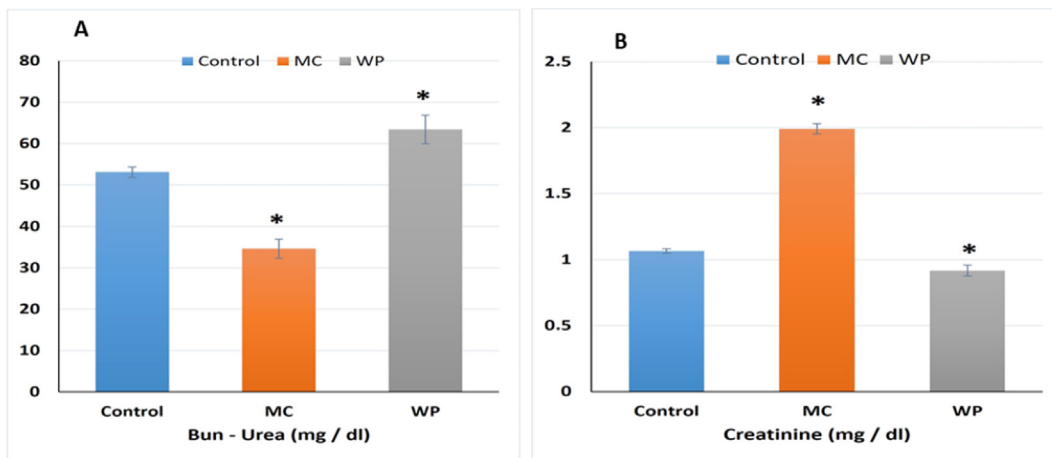 A
Control MC WP
80
70
60
50
40
30
20
10
0
*
*
Control MC WP
Bun - Urea (mg / dl)
B
Control MC WP
2.5
2
1.5
1
0.5
0
*
*
Control MC WP
Creatinine (mg / dl)